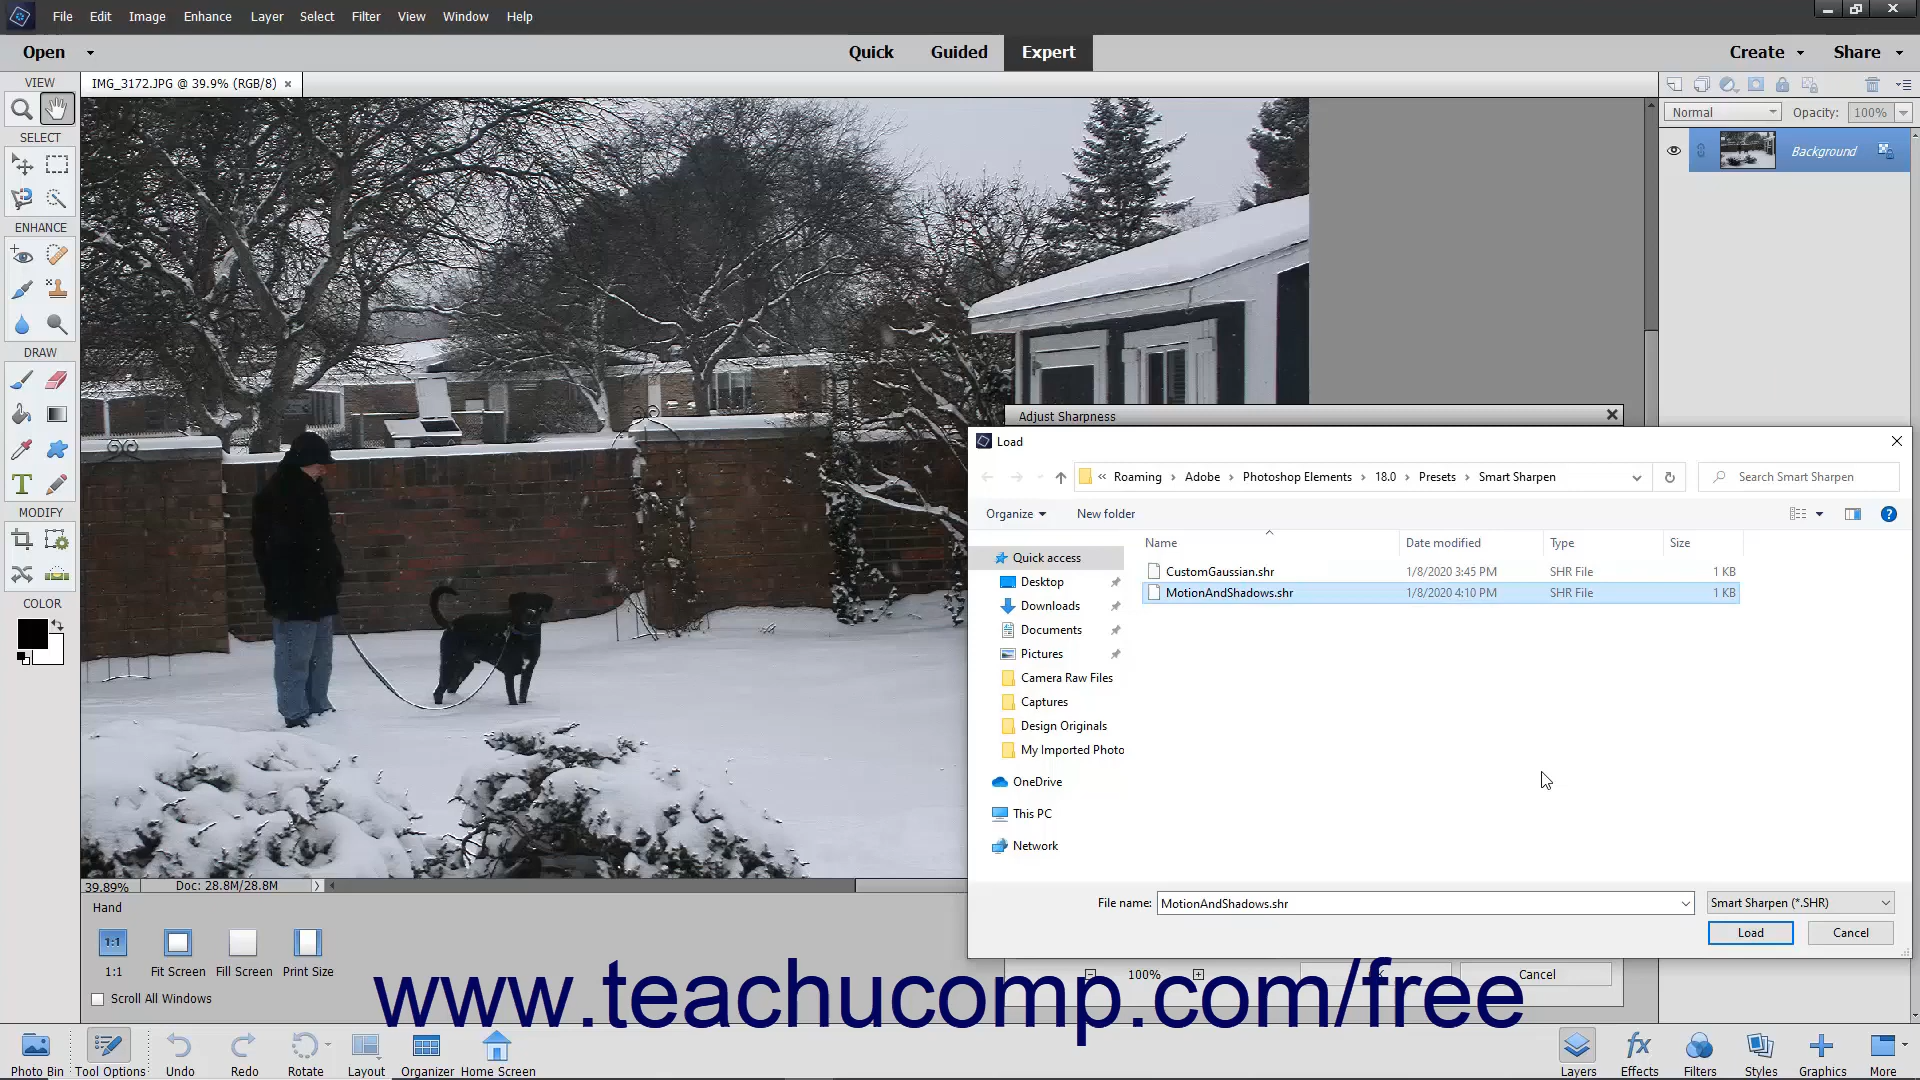 File Edit Image Enhance Layer Select Filter View Window Help
Open Quick Guided Expert Create Share
VIEW
IMG_3172.JPG @ 39.9% (RGB/8) ×
SELECT
ENHANCE
DRAW
MODIFY
COLOR
Normal Opacity: 100%
Background
Adjust Sharpness
Load
« Roaming › Adobe › Photoshop Elements › 18.0 › Presets › Smart Sharpen
Search Smart Sharpen
Organize New folder
Name Date modified Type Size
CustomGaussian.shr 1/8/2020 3:45 PM SHR File 1 KB
MotionAndShadows.shr 1/8/2020 4:10 PM SHR File 1 KB
Quick access
Desktop
Downloads
Documents
Pictures
Camera Raw Files
Captures
Design Originals
My Imported Photo
OneDrive
This PC
Network
File name: MotionAndShadows.shr Smart Sharpen (*.SHR)
Load Cancel
100% Cancel
39.89% Doc: 28.8M/28.8M
Hand
1:1
1:1 Fit Screen Fill Screen Print Size
Scroll All Windows
www.teachucomp.com/free
Photo Bin Tool Options Undo Redo Rotate Layout Organizer Home Screen
fx
Layers Effects Filters Styles Graphics More